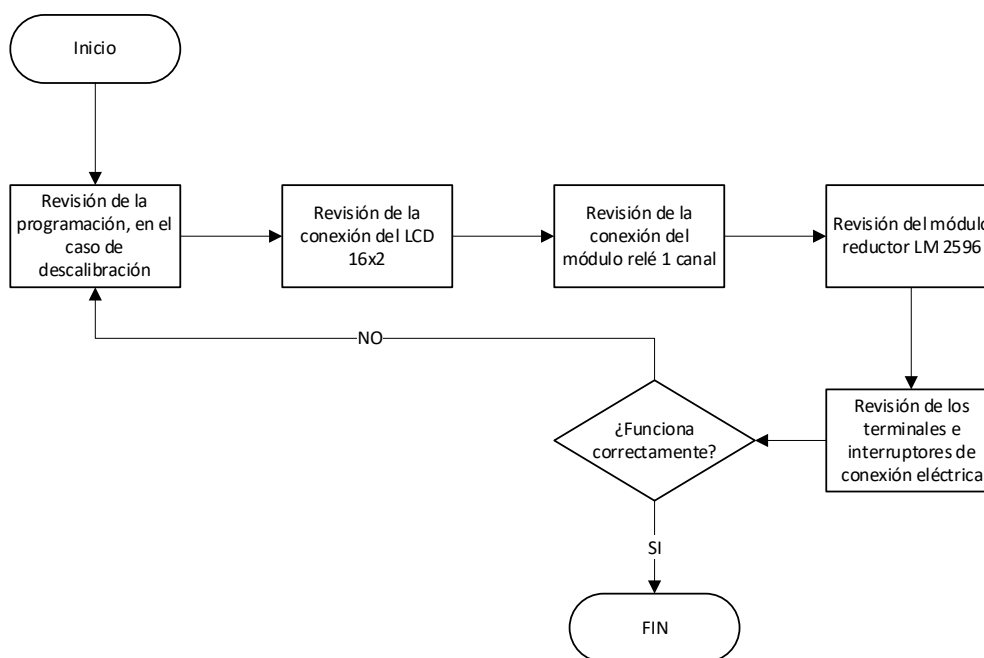 Inicio
Revisión de la
programación, en el
caso de
descalibración
Revisión de la
conexión del LCD
16x2
Revisión de la
conexión del
módulo relé 1 canal
Revisión del módulo
reductor LM 2596
Revisión de los
terminales e
interruptores de
conexión eléctrica
¿Funciona
correctamente?
NO
SI
FIN